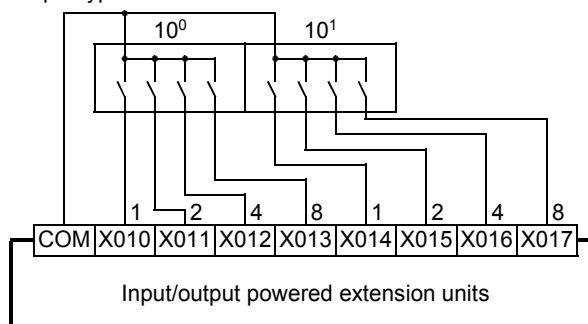 10⁰ 10¹
1 2 4 8 1 2 4 8
COM X010 X011 X012 X013 X014 X015 X016 X017
Input/output powered extension units